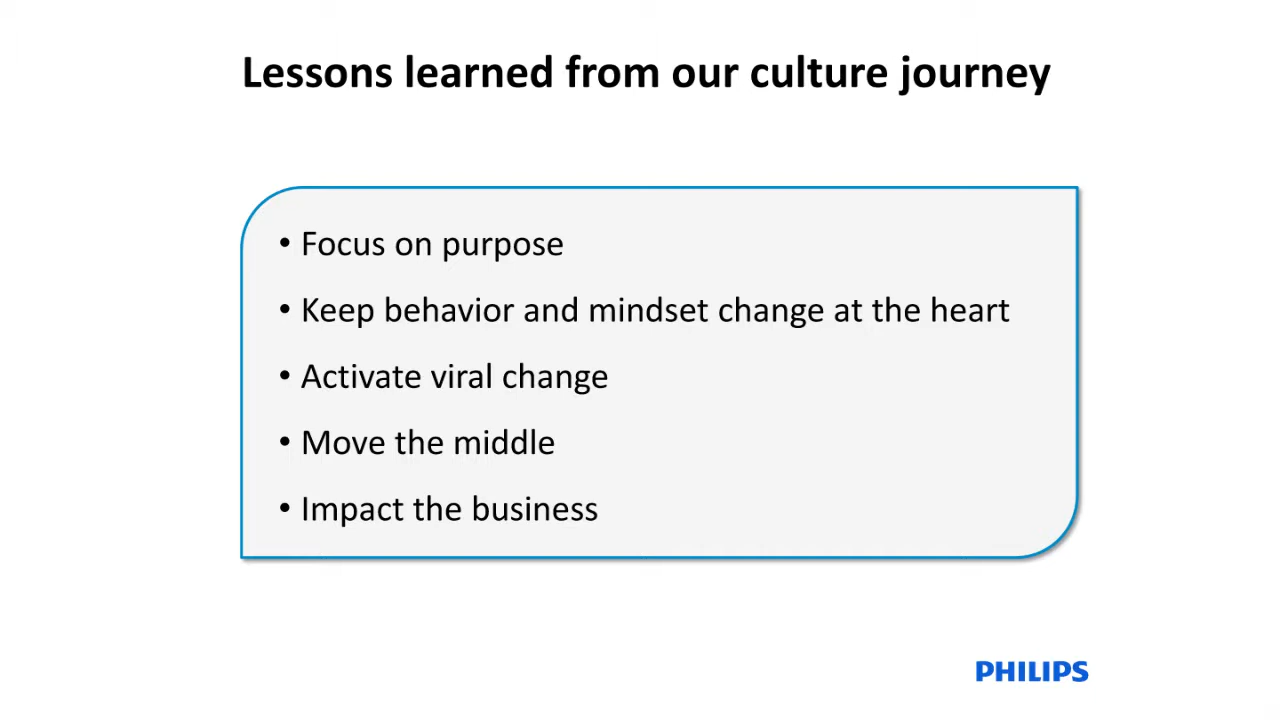 Lessons learned from our culture journey
• Focus on purpose
• Keep behavior and mindset change at the heart
• Activate viral change
• Move the middle
• Impact the business
PHILIPS